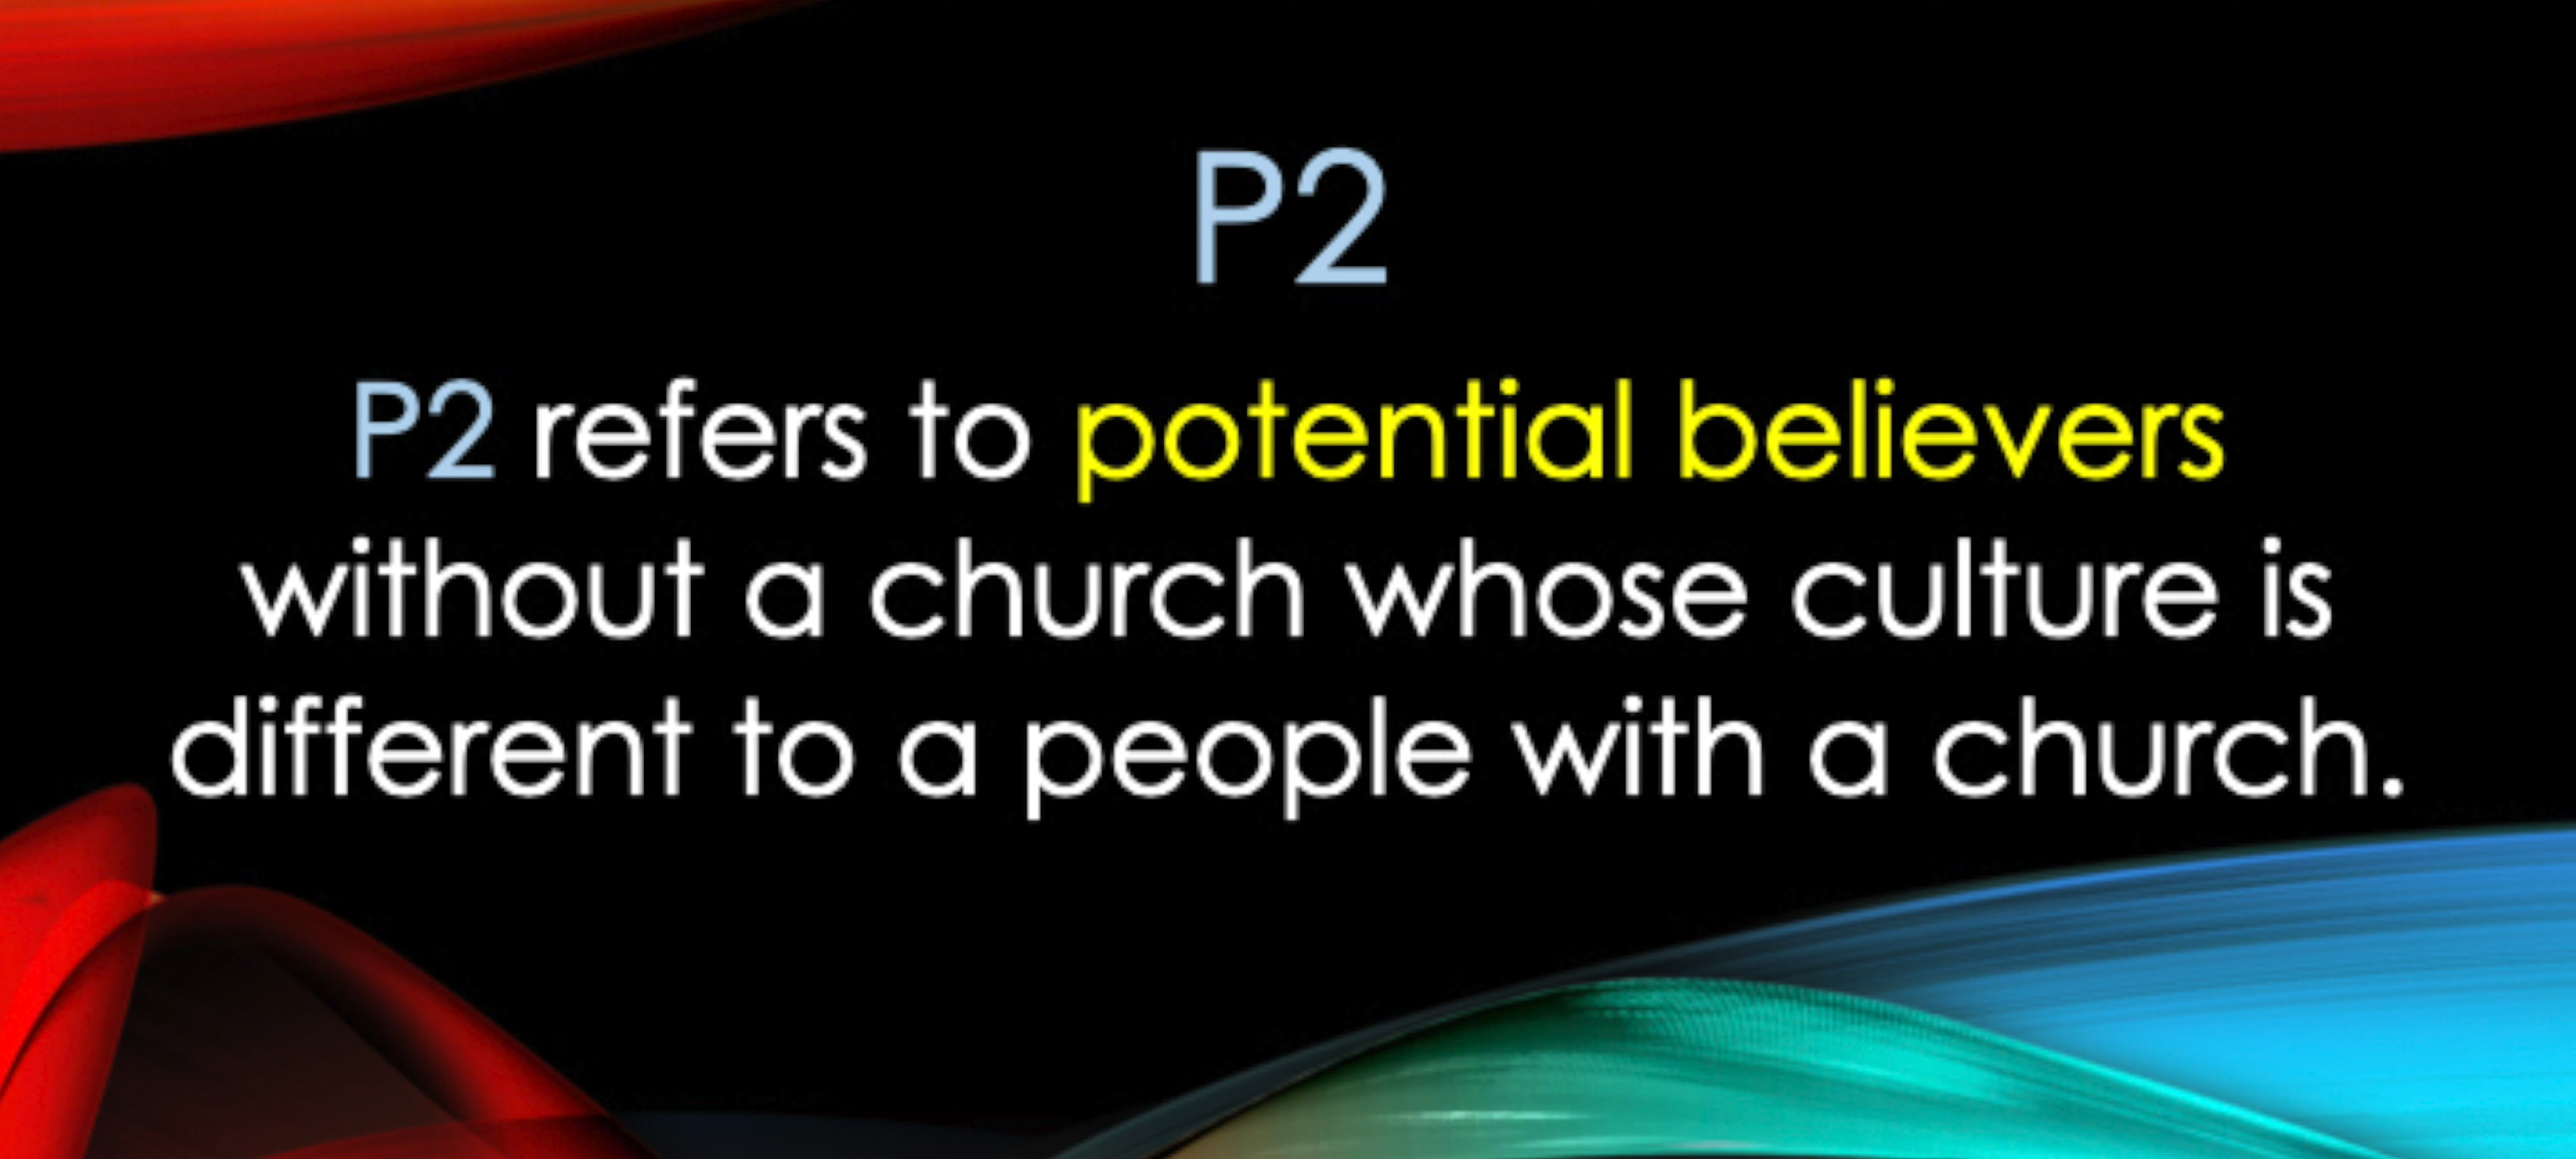 P2
P2 refers to potential believers
without a church whose culture is
different to a people with a church.